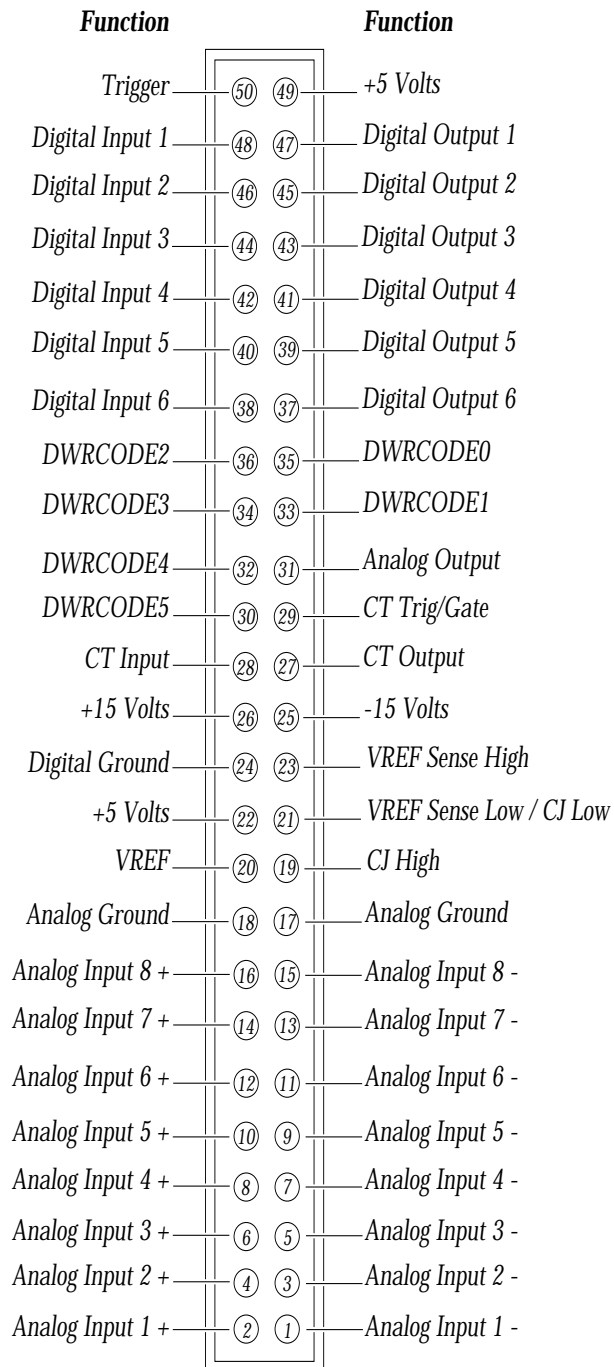 Function Function
Trigger 50 49 +5 Volts
Digital Input 1 48 47 Digital Output 1
Digital Input 2 46 45 Digital Output 2
Digital Input 3 44 43 Digital Output 3
Digital Input 4 42 41 Digital Output 4
Digital Input 5 40 39 Digital Output 5
Digital Input 6 38 37 Digital Output 6
DWRCODE2 36 35 DWRCODE0
DWRCODE3 34 33 DWRCODE1
DWRCODE4 32 31 Analog Output
DWRCODE5 30 29 CT Trig/Gate
CT Input 28 27 CT Output
+15 Volts 26 25 -15 Volts
Digital Ground 24 23 VREF Sense High
+5 Volts 22 21 VREF Sense Low / CJ Low
VREF 20 19 CJ High
Analog Ground 18 17 Analog Ground
Analog Input 8 + 16 15 Analog Input 8 -
Analog Input 7 + 14 13 Analog Input 7 -
Analog Input 6 + 12 11 Analog Input 6 -
Analog Input 5 + 10 9 Analog Input 5 -
Analog Input 4 + 8 7 Analog Input 4 -
Analog Input 3 + 6 5 Analog Input 3 -
Analog Input 2 + 4 3 Analog Input 2 -
Analog Input 1 + 2 1 Analog Input 1 -